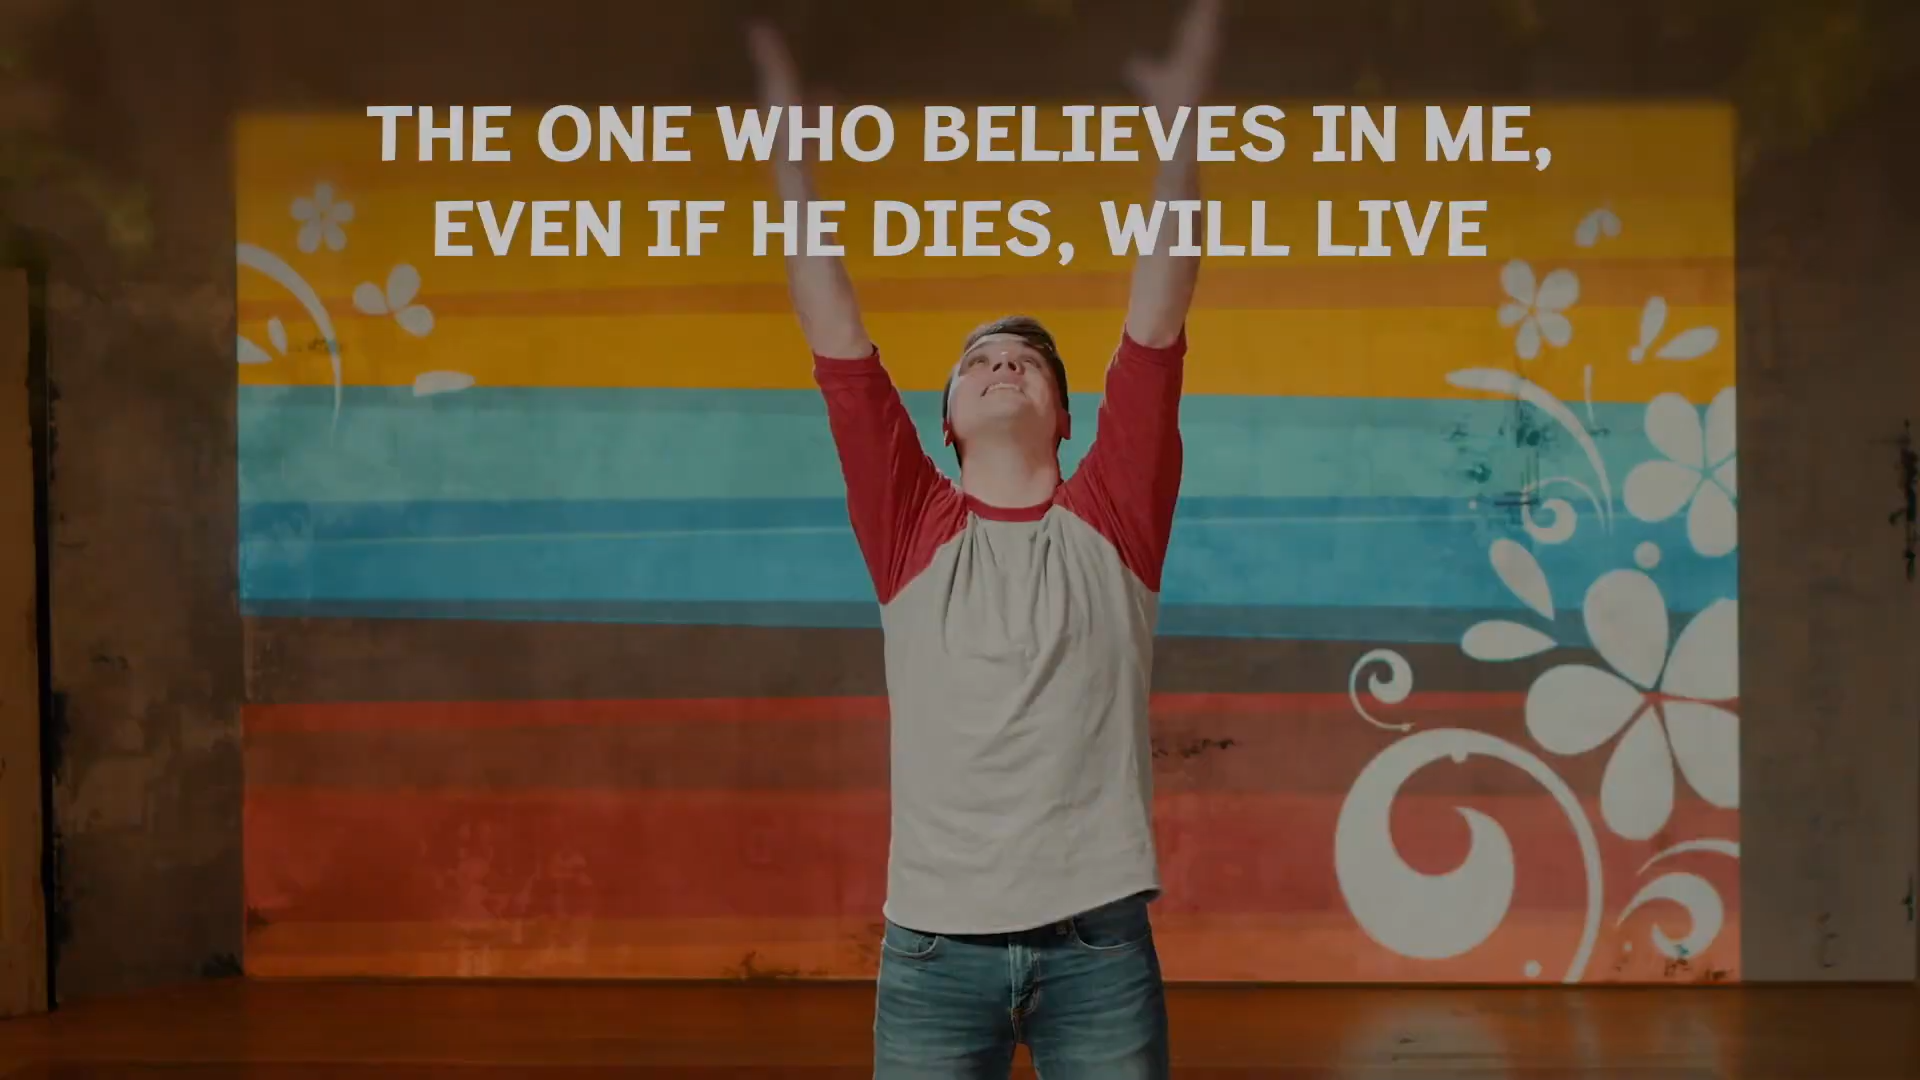 THE ONE WHO BELIEVES IN ME,
EVEN IF HE DIES, WILL LIVE